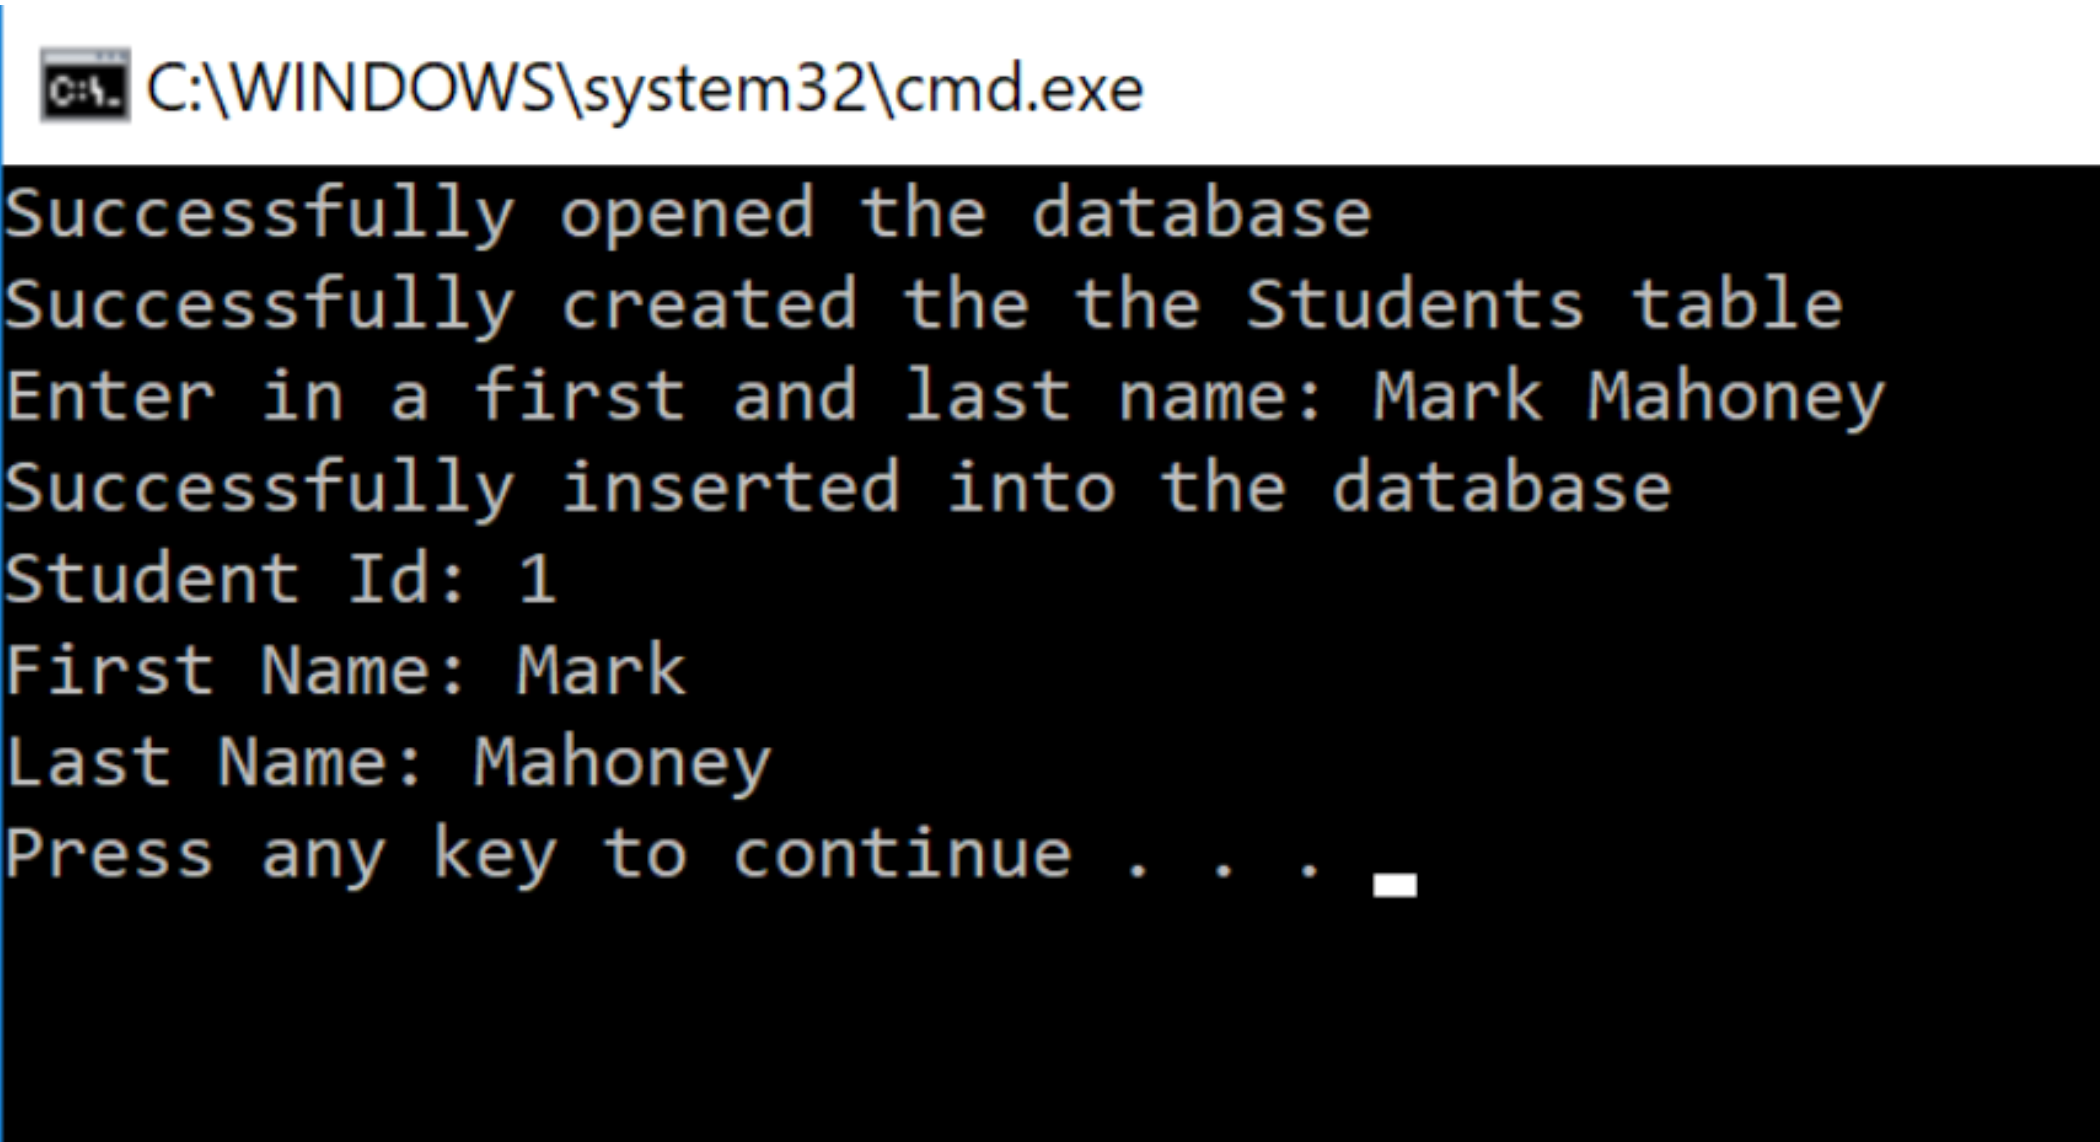 C:\WINDOWS\system32\cmd.exe
Successfully opened the database
Successfully created the the Students table
Enter in a first and last name: Mark Mahoney
Successfully inserted into the database
Student Id: 1
First Name: Mark
Last Name: Mahoney
Press any key to continue . . .